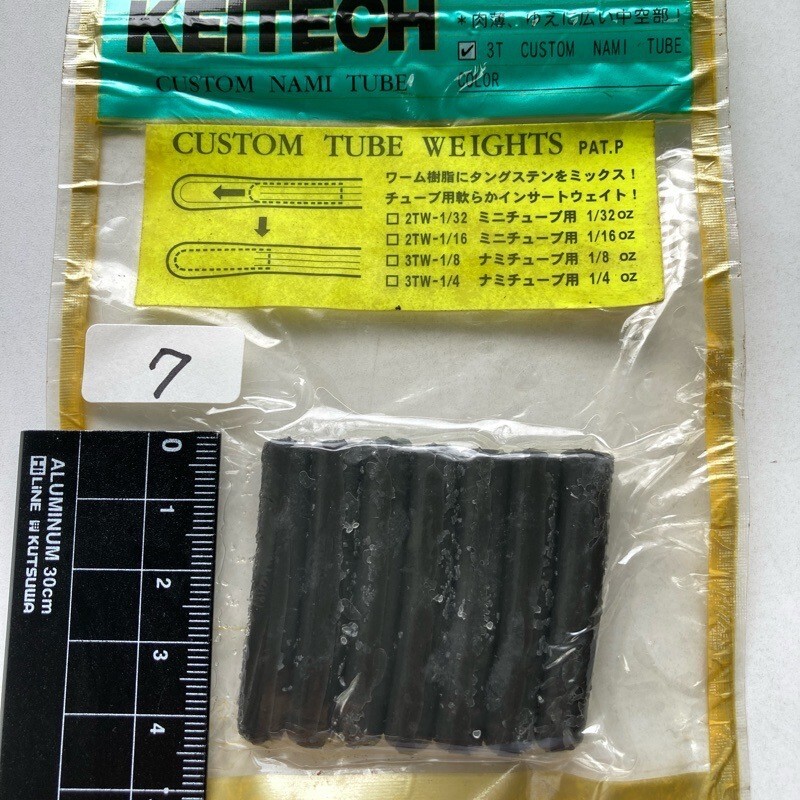 KEITECH
*肉薄、ゆえに広い中空部!
☑ 3T CUSTOM NAMI TUBE
CUSTOM NAMI TUBE
COLOR
CUSTOM TUBE WEIGHTS PAT.P
ワーム樹脂にタングステンをミックス!
チューブ用軟らかインサートウェイト!
□ 2TW-1/32 ミニチューブ用 1/32 oz
□ 2TW-1/16 ミニチューブ用 1/16 oz
□ 3TW-1/8 ナミチューブ用 1/8 oz
□ 3TW-1/4 ナミチューブ用 1/4 oz
7
ALUMINUM 30cm
HiLiNE KUTSUWA
0
1
2
3
4